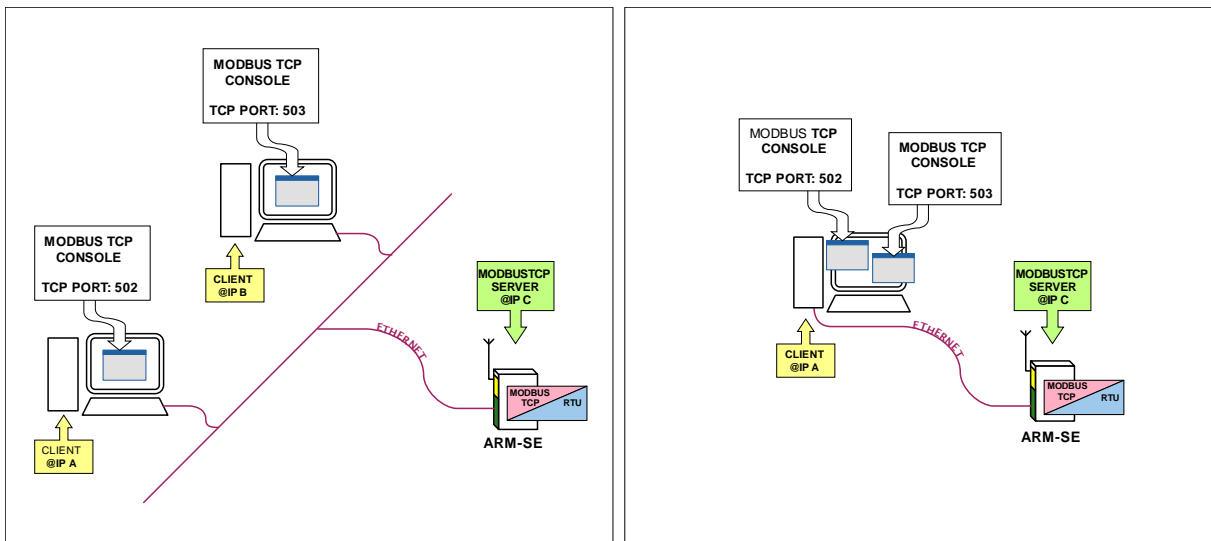 MODBUS TCP
CONSOLE
TCP PORT: 503
MODBUS TCP
CONSOLE
TCP PORT: 502
CLIENT
@IP B
CLIENT
@IP A
ETHERNET
MODBUSTCP
SERVER
@IP C
MODBUS
TCP
RTU
ARM-SE
MODBUS TCP
CONSOLE
TCP PORT: 502
MODBUS TCP
CONSOLE
TCP PORT: 503
CLIENT
@IP A
ETHERNET
MODBUSTCP
SERVER
@IP C
MODBUS
TCP
RTU
ARM-SE